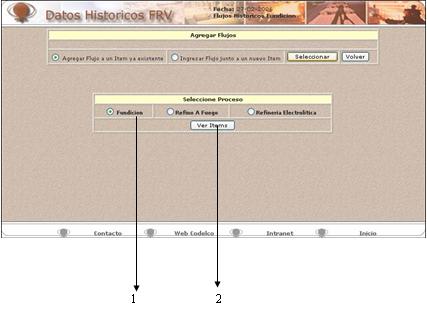 Datos Historicos FRV
Fecha: 27-02-2006
Flujos Historicos Fundicion
Agregar Flujos
Agregar Flujo a un Item ya existente
Ingresar Flujo junto a un nuevo Item
Seleccionar
Volver
Seleccione Proceso
Fundicion
Refino A Fuego
Refineria Electrolitica
Ver Items
Contacto
Web Codelco
Intranet
Inicio
1
2